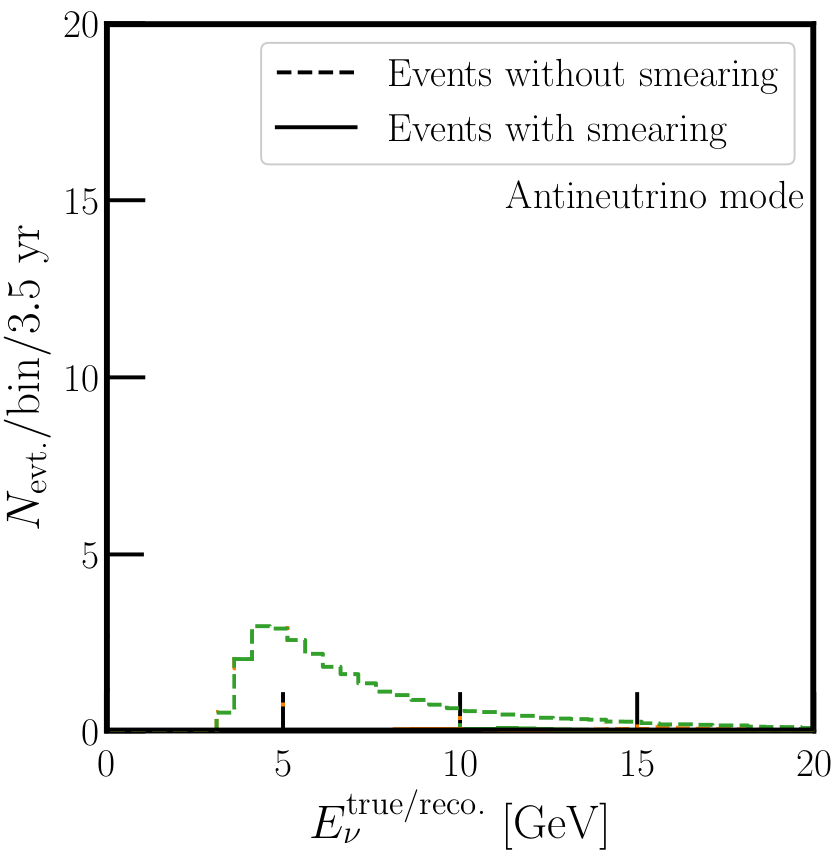 20
Events without smearing
Events with smearing
Antineutrino mode
15
10
5
0
N_evt./bin/3.5 yr
0 5 10 15 20
E_ν^true/reco. [GeV]